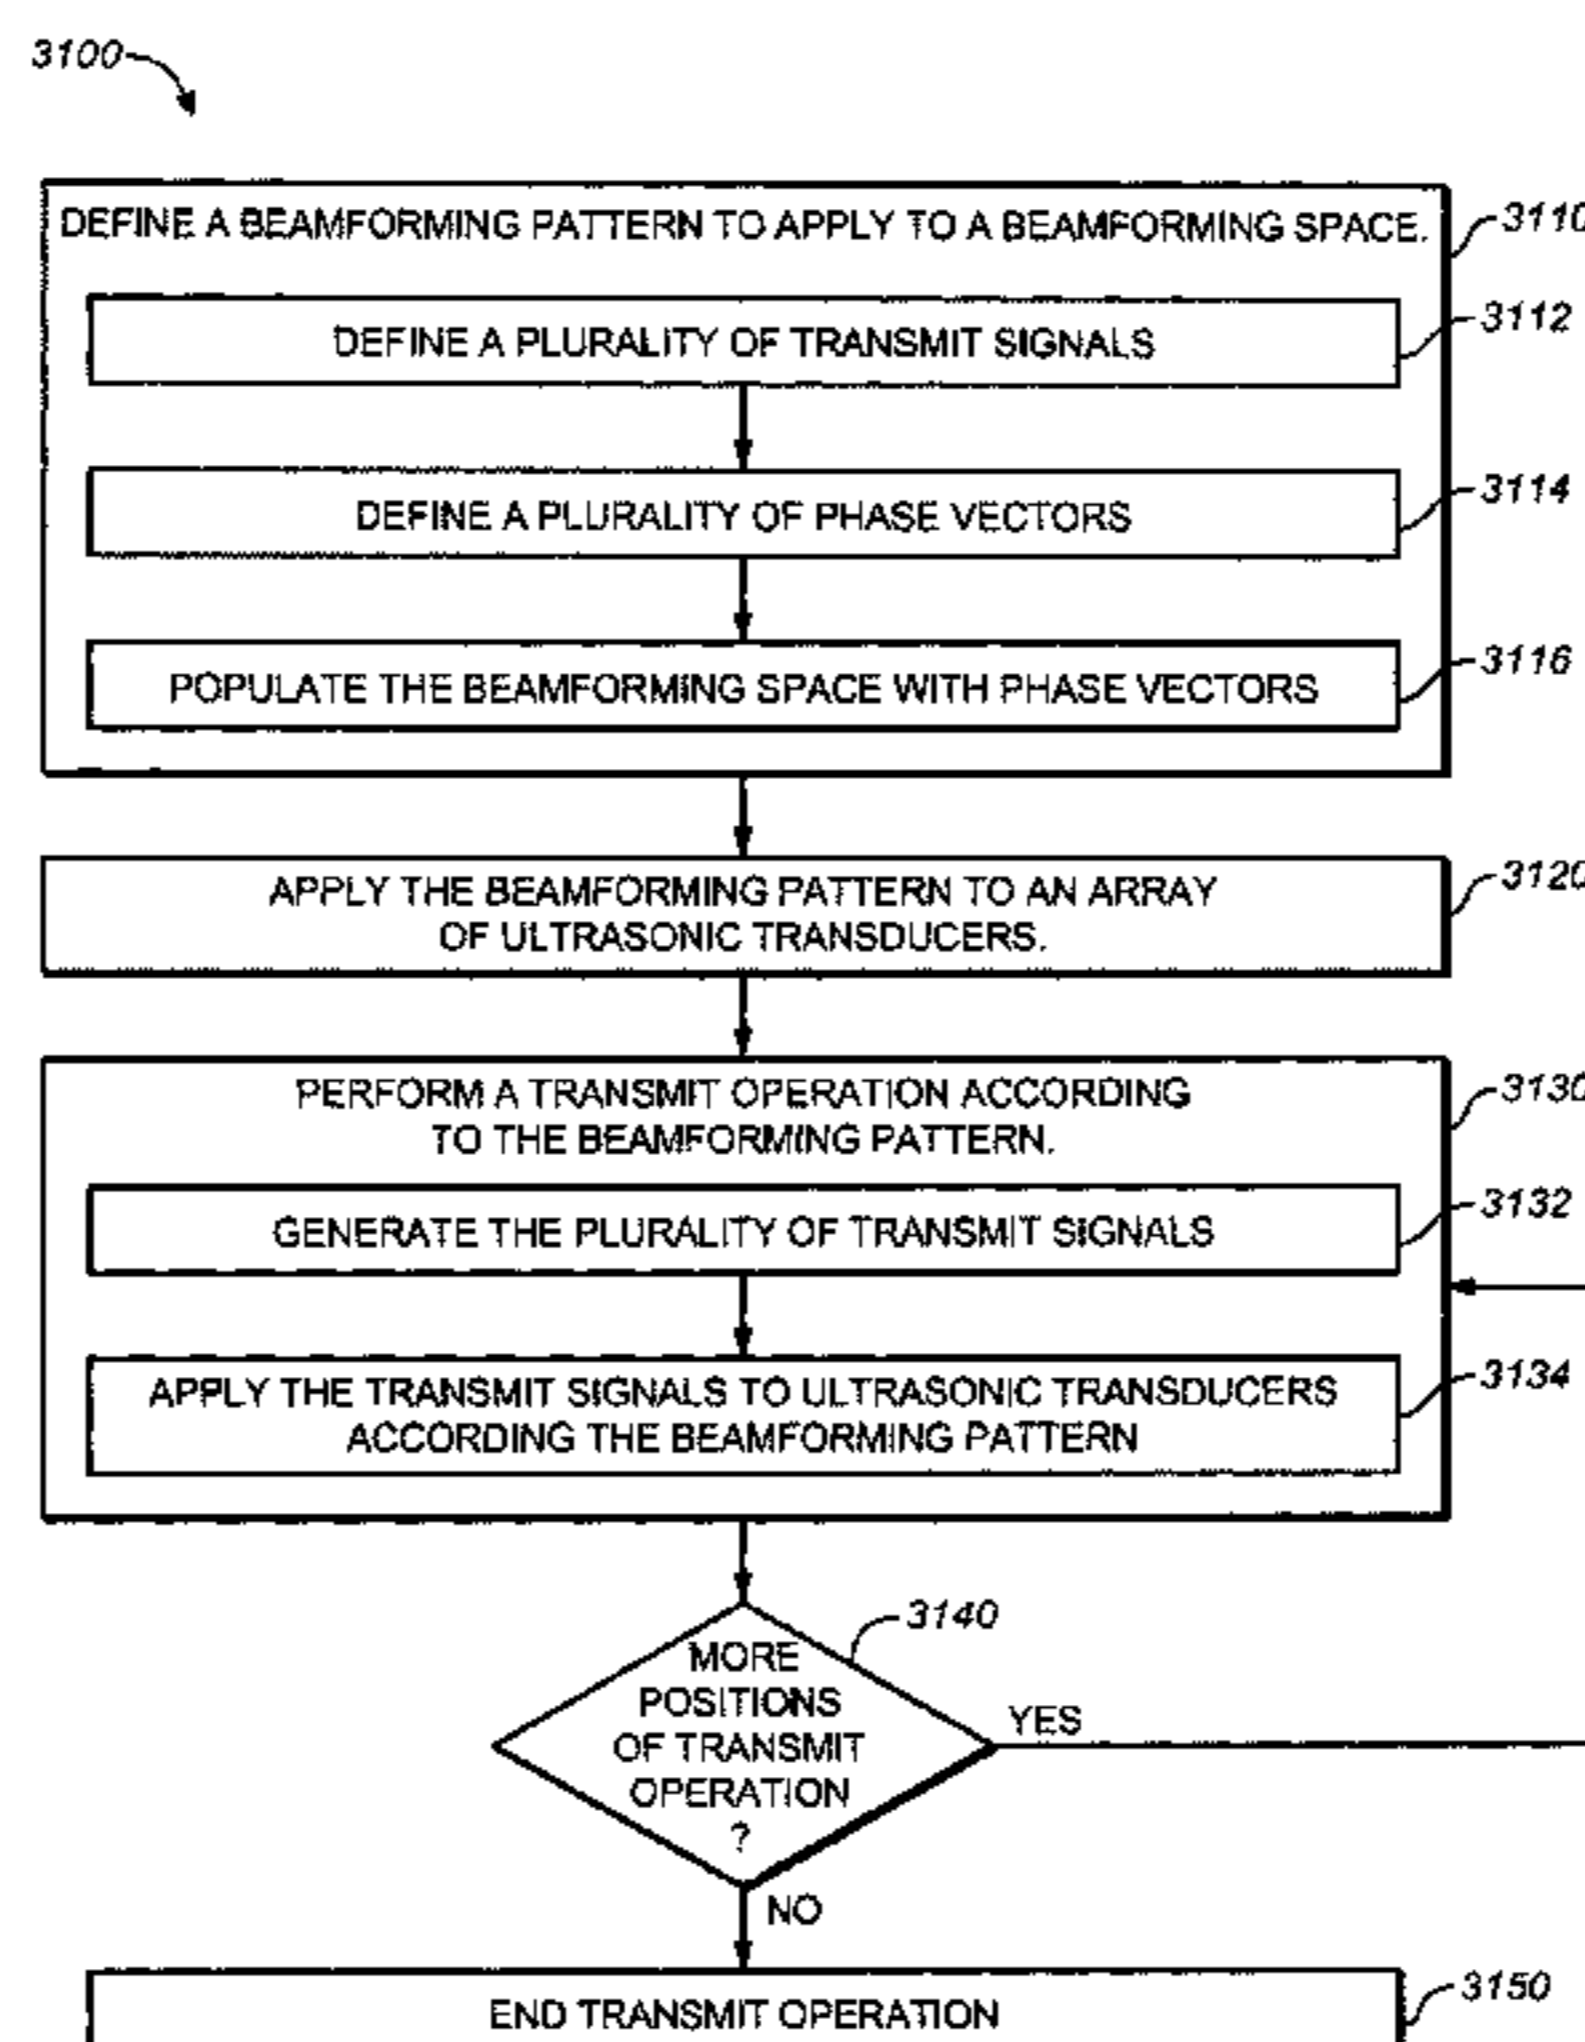 3100
DEFINE A BEAMFORMING PATTERN TO APPLY TO A BEAMFORMING SPACE.
3110
DEFINE A PLURALITY OF TRANSMIT SIGNALS
3112
DEFINE A PLURALITY OF PHASE VECTORS
3114
POPULATE THE BEAMFORMING SPACE WITH PHASE VECTORS
3116
APPLY THE BEAMFORMING PATTERN TO AN ARRAY
OF ULTRASONIC TRANSDUCERS.
3120
PERFORM A TRANSMIT OPERATION ACCORDING
TO THE BEAMFORMING PATTERN.
3130
GENERATE THE PLURALITY OF TRANSMIT SIGNALS
3132
APPLY THE TRANSMIT SIGNALS TO ULTRASONIC TRANSDUCERS
ACCORDING THE BEAMFORMING PATTERN
3134
3140
MORE
POSITIONS
OF TRANSMIT
OPERATION
?
YES
NO
END TRANSMIT OPERATION
3150